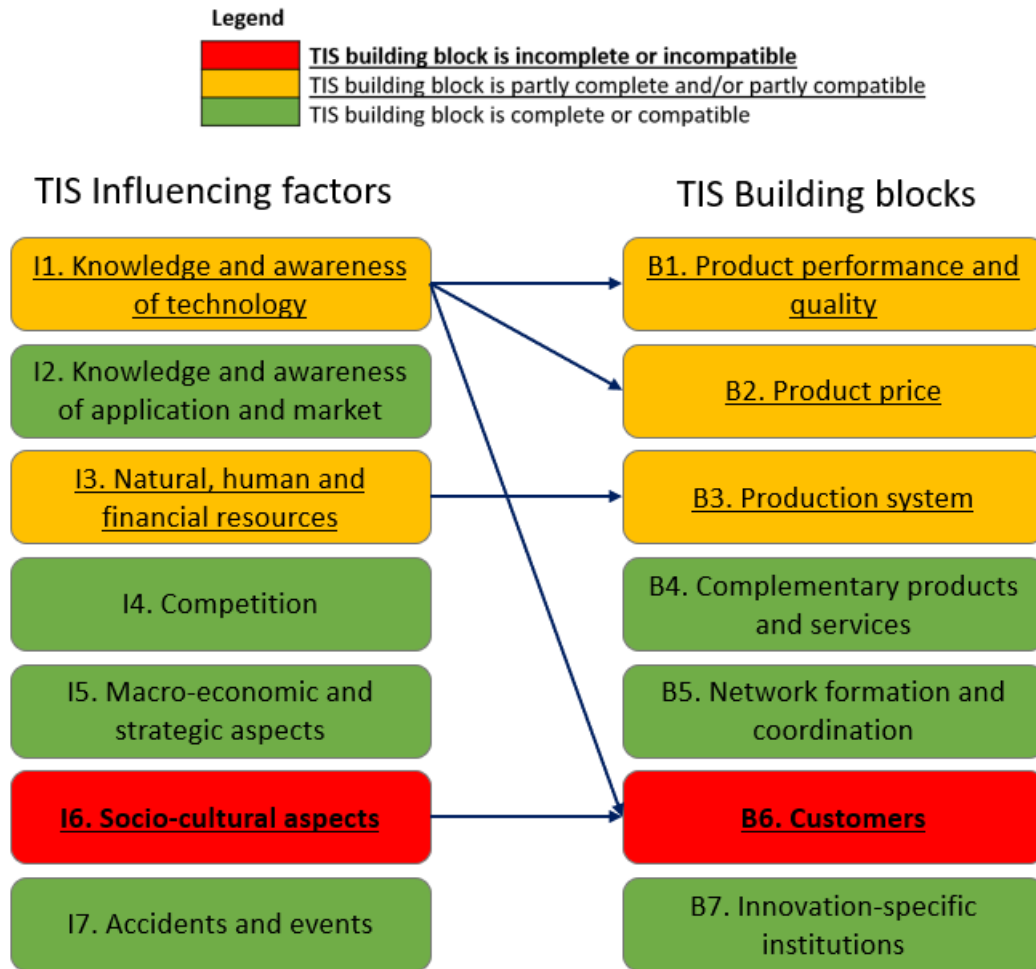 Legend
TIS building block is incomplete or incompatible
TIS building block is partly complete and/or partly compatible
TIS building block is complete or compatible
TIS Influencing factors
TIS Building blocks
I1. Knowledge and awareness
of technology
B1. Product performance and
quality
I2. Knowledge and awareness
of application and market
B2. Product price
I3. Natural, human and
financial resources
B3. Production system
I4. Competition
B4. Complementary products
and services
I5. Macro-economic and
strategic aspects
B5. Network formation and
coordination
I6. Socio-cultural aspects
B6. Customers
I7. Accidents and events
B7. Innovation-specific
institutions